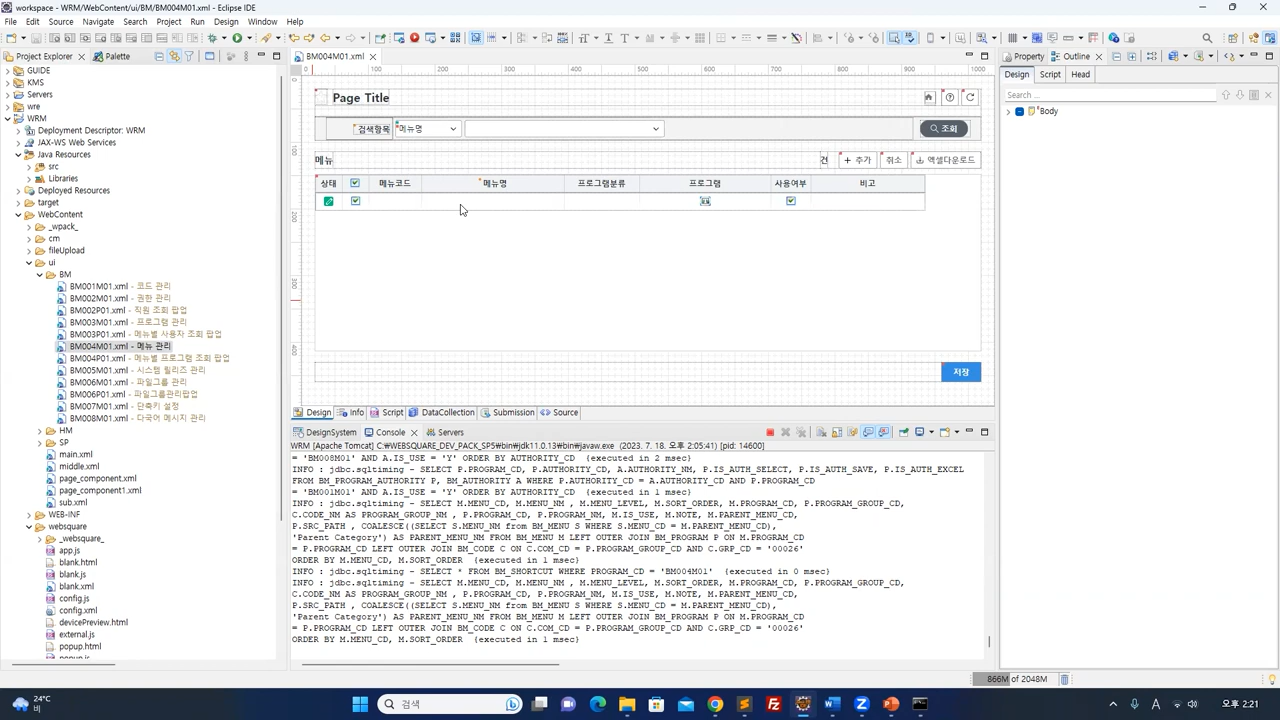 workspace - WRM/WebContent/ui/BM/BM004M01.xml - Eclipse IDE
File Edit Source Navigate Search Project Run Design Window Help
Project Explorer
Palette
GUIDE
KMS
Servers
wre
WRM
Deployment Descriptor: WRM
JAX-WS Web Services
Java Resources
src
Libraries
Deployed Resources
target
WebContent
_wpack_
cm
fileUpload
ui
BM
BM001M01.xml - 코드 관리
BM002M01.xml - 권한 관리
BM002P01.xml - 직원 조회 팝업
BM003M01.xml - 프로그램 관리
BM003P01.xml - 메뉴별 사용자 조회 팝업
BM004M01.xml - 메뉴 관리
BM004P01.xml - 메뉴별 프로그램 조회 팝업
BM005M01.xml - 시스템 릴리즈 관리
BM006M01.xml - 파일그룹 관리
BM006P01.xml - 파일그룹관리팝업
BM007M01.xml - 단축키 설정
BM008M01.xml - 다국어 메시지 관리
HM
SP
main.xml
middle.xml
page_component.xml
page_component1.xml
sub.xml
WEB-INF
websquare
_websquare_
app.js
blank.html
blank.js
blank.xml
config.js
config.xml
devicePreview.html
external.js
popup.html
popup.js
BM004M01.xml
0 100 200 300 400 500 600 700 800 900 1000
0
100
200
300
400
Page Title
검색항목 메뉴명 조회
메뉴 건 추가 취소 엑셀다운로드
상태 메뉴코드 메뉴명 프로그램분류 프로그램 사용여부 비고
저장
Design Info Script DataCollection Submission Source
DesignSystem Console Servers
WRM [Apache Tomcat] C:\WEBSQUARE_DEV_PACK_SP5\bin\jdk11.0.13\bin\javaw.exe (2023. 7. 18. 오후 2:05:41) [pid: 14600]
= 'BM008M01' AND A.IS_USE = 'Y' ORDER BY AUTHORITY_CD (executed in 2 msec)
INFO : jdbc.sqltiming - SELECT P.PROGRAM_CD, P.AUTHORITY_CD, A.AUTHORITY_NM, P.IS_AUTH_SELECT, P.IS_AUTH_SAVE, P.IS_AUTH_EXCEL
FROM BM_PROGRAM_AUTHORITY P, BM_AUTHORITY A WHERE P.AUTHORITY_CD = A.AUTHORITY_CD AND P.PROGRAM_CD
= 'BM001M01' AND A.IS_USE = 'Y' ORDER BY AUTHORITY_CD (executed in 1 msec)
INFO : jdbc.sqltiming - SELECT M.MENU_CD, M.MENU_NM , M.MENU_LEVEL, M.SORT_ORDER, M.PROGRAM_CD, P.PROGRAM_GROUP_CD,
C.CODE_NM AS PROGRAM_GROUP_NM , P.PROGRAM_CD, P.PROGRAM_NM, M.IS_USE, M.NOTE, M.PARENT_MENU_CD,
P.SRC_PATH , COALESCE((SELECT S.MENU_NM from BM_MENU S WHERE S.MENU_CD = M.PARENT_MENU_CD),
'Parent Category') AS PARENT_MENU_NM from BM_MENU M LEFT OUTER JOIN BM_PROGRAM P ON M.PROGRAM_CD
= P.PROGRAM_CD LEFT OUTER JOIN BM_CODE C ON C.COM_CD = P.PROGRAM_GROUP_CD AND C.GRP_CD = '00026'
ORDER BY M.MENU_CD, M.SORT_ORDER (executed in 1 msec)
INFO : jdbc.sqltiming - SELECT * FROM BM_SHORTCUT WHERE PROGRAM_CD = 'BM004M01' (executed in 0 msec)
INFO : jdbc.sqltiming - SELECT M.MENU_CD, M.MENU_NM , M.MENU_LEVEL, M.SORT_ORDER, M.PROGRAM_CD, P.PROGRAM_GROUP_CD,
C.CODE_NM AS PROGRAM_GROUP_NM , P.PROGRAM_CD, P.PROGRAM_NM, M.IS_USE, M.NOTE, M.PARENT_MENU_CD,
P.SRC_PATH , COALESCE((SELECT S.MENU_NM from BM_MENU S WHERE S.MENU_CD = M.PARENT_MENU_CD),
'Parent Category') AS PARENT_MENU_NM from BM_MENU M LEFT OUTER JOIN BM_PROGRAM P ON M.PROGRAM_CD
= P.PROGRAM_CD LEFT OUTER JOIN BM_CODE C ON C.COM_CD = P.PROGRAM_GROUP_CD AND C.GRP_CD = '00026'
ORDER BY M.MENU_CD, M.SORT_ORDER (executed in 1 msec)
Property Outline
Design Script Head
Search ...
Body
866M of 2048M
24°C
비
검색
A
오후 2:21